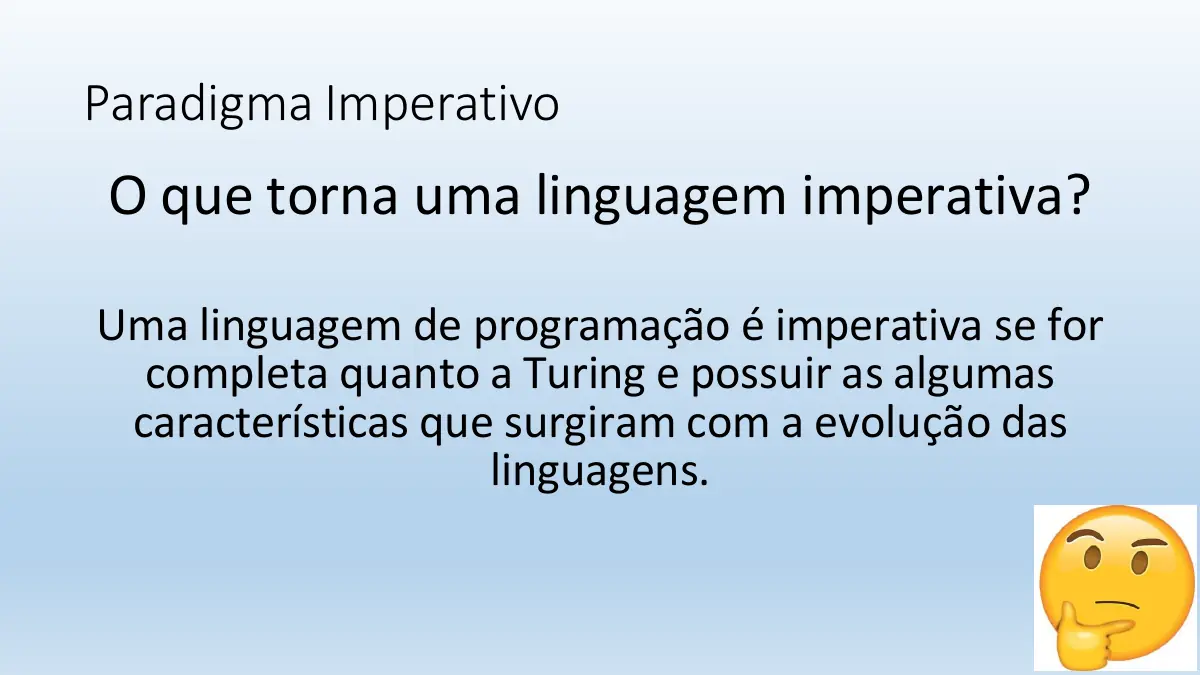 Paradigma Imperativo
O que torna uma linguagem imperativa?
Uma linguagem de programação é imperativa se for
completa quanto a Turing e possuir as algumas
características que surgiram com a evolução das
linguagens.